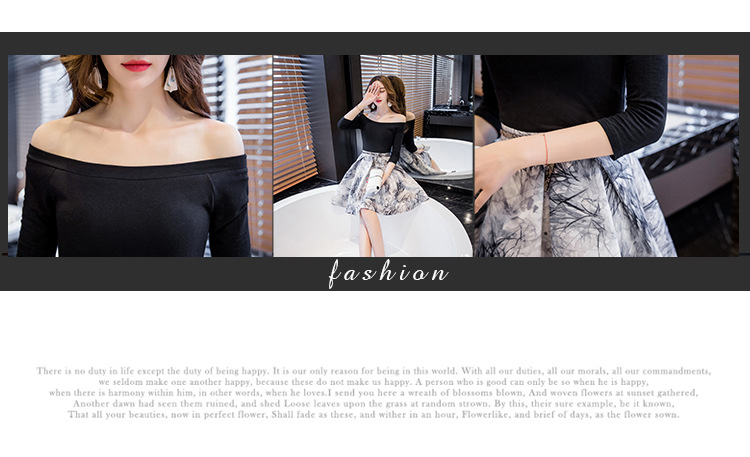 fashion
There is no duty in life except the duty of being happy. It is our only reason for being in this world. With all our duties, all our morals, all our commandments,
we seldom make one another happy, because these do not make us happy. A person who is good can only be so when he is happy,
when there is harmony within him, in other words, when he loves.I send you here a wreath of blossoms blown, And woven flowers at sunset gathered,
Another dawn had seen them ruined, and shed Loose leaves upon the grass at random strown. By this, their sure example, be it known,
That all your beauties, now in perfect flower, Shall fade as these, and wither in an hour, Flowerlike, and brief of days, as the flower sown.